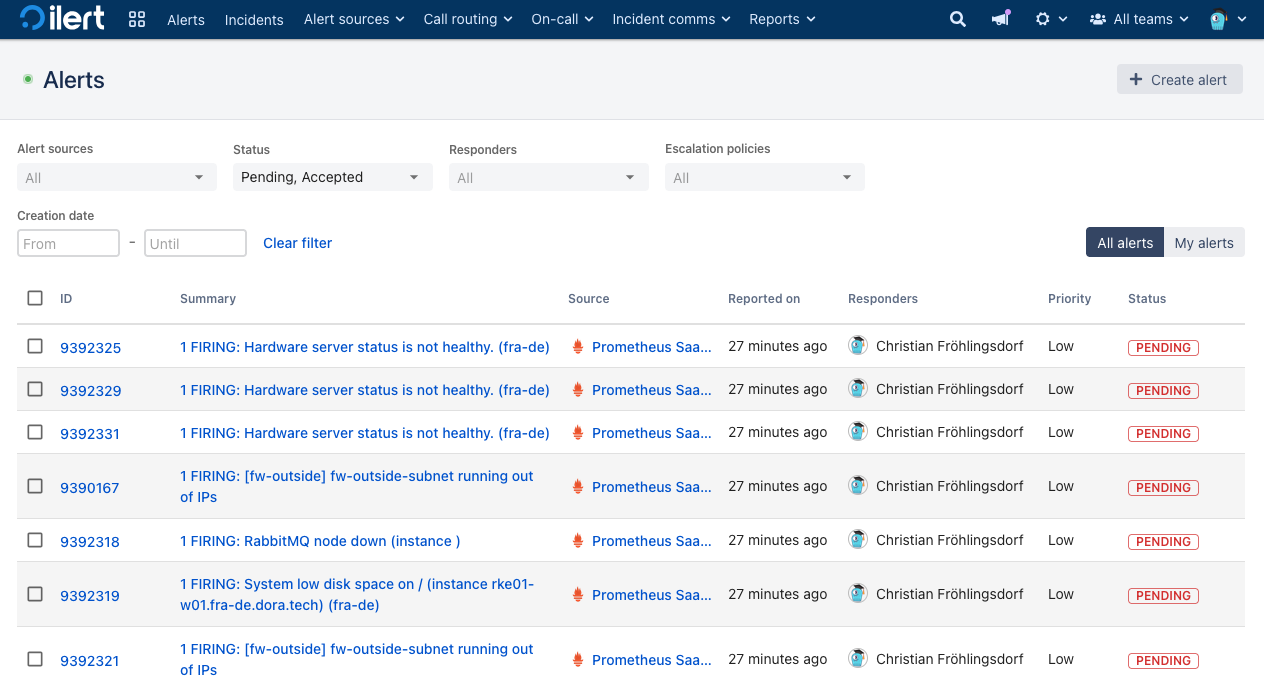 ilert Alerts Incidents Alert sources Call routing On-call Incident comms Reports All teams
Alerts
Create alert
Alert sources Status Responders Escalation policies
All Pending, Accepted All All
Creation date
From - Until Clear filter All alerts My alerts
ID Summary Source Reported on Responders Priority Status
9392325 1 FIRING: Hardware server status is not healthy. (fra-de) Prometheus Saa... 27 minutes ago Christian Fröhlingsdorf Low PENDING
9392329 1 FIRING: Hardware server status is not healthy. (fra-de) Prometheus Saa... 27 minutes ago Christian Fröhlingsdorf Low PENDING
9392331 1 FIRING: Hardware server status is not healthy. (fra-de) Prometheus Saa... 27 minutes ago Christian Fröhlingsdorf Low PENDING
9390167 1 FIRING: [fw-outside] fw-outside-subnet running out Prometheus Saa... 27 minutes ago Christian Fröhlingsdorf Low PENDING
of IPs
9392318 1 FIRING: RabbitMQ node down (instance ) Prometheus Saa... 27 minutes ago Christian Fröhlingsdorf Low PENDING
9392319 1 FIRING: System low disk space on / (instance rke01- Prometheus Saa... 27 minutes ago Christian Fröhlingsdorf Low PENDING
w01.fra-de.dora.tech) (fra-de)
9392321 1 FIRING: [fw-outside] fw-outside-subnet running out Prometheus Saa... 27 minutes ago Christian Fröhlingsdorf Low PENDING
of IPs